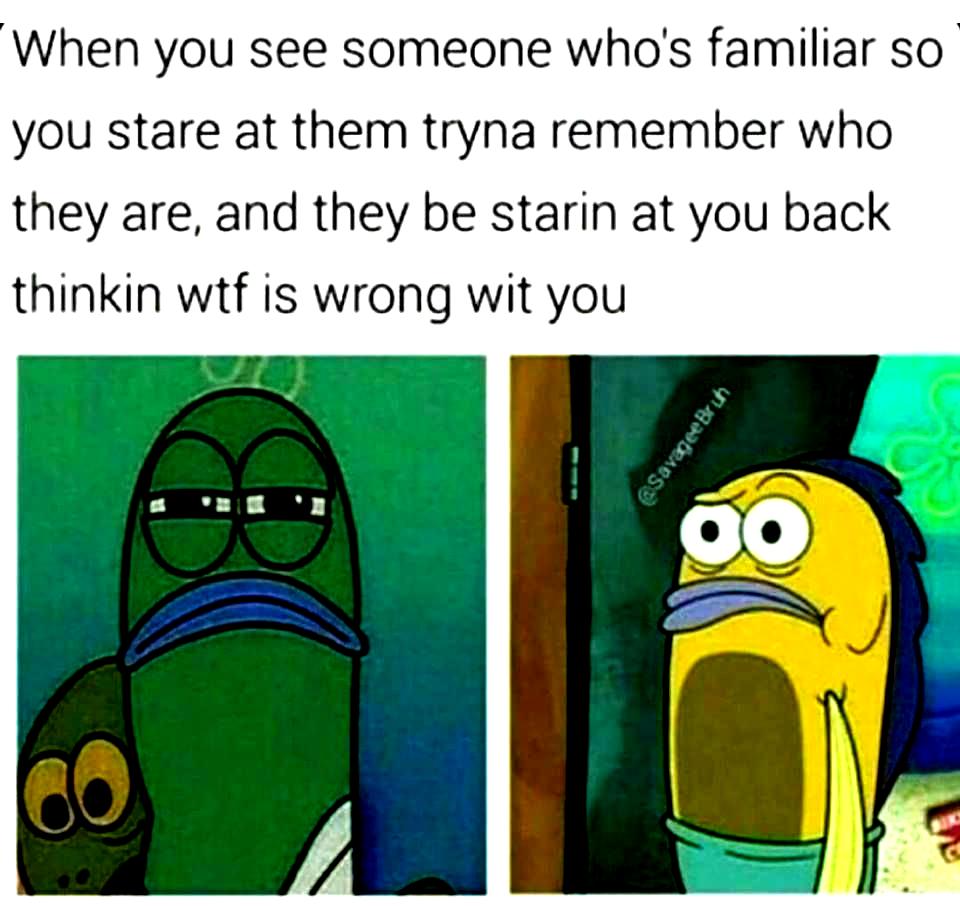 When you see someone who's familiar so
you stare at them tryna remember who
they are, and they be starin at you back
thinkin wtf is wrong wit you
@SavageeBruh